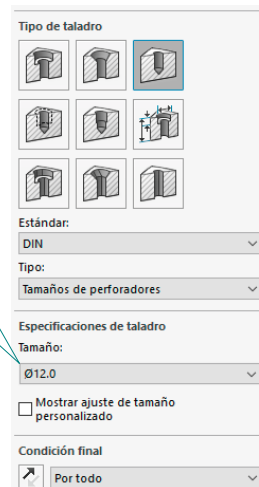 Tipo de taladro
Estándar:
DIN
Tipo:
Tamaños de perforadores
Especificaciones de taladro
Tamaño:
Ø12.0
Mostrar ajuste de tamaño
personalizado
Condición final
Por todo